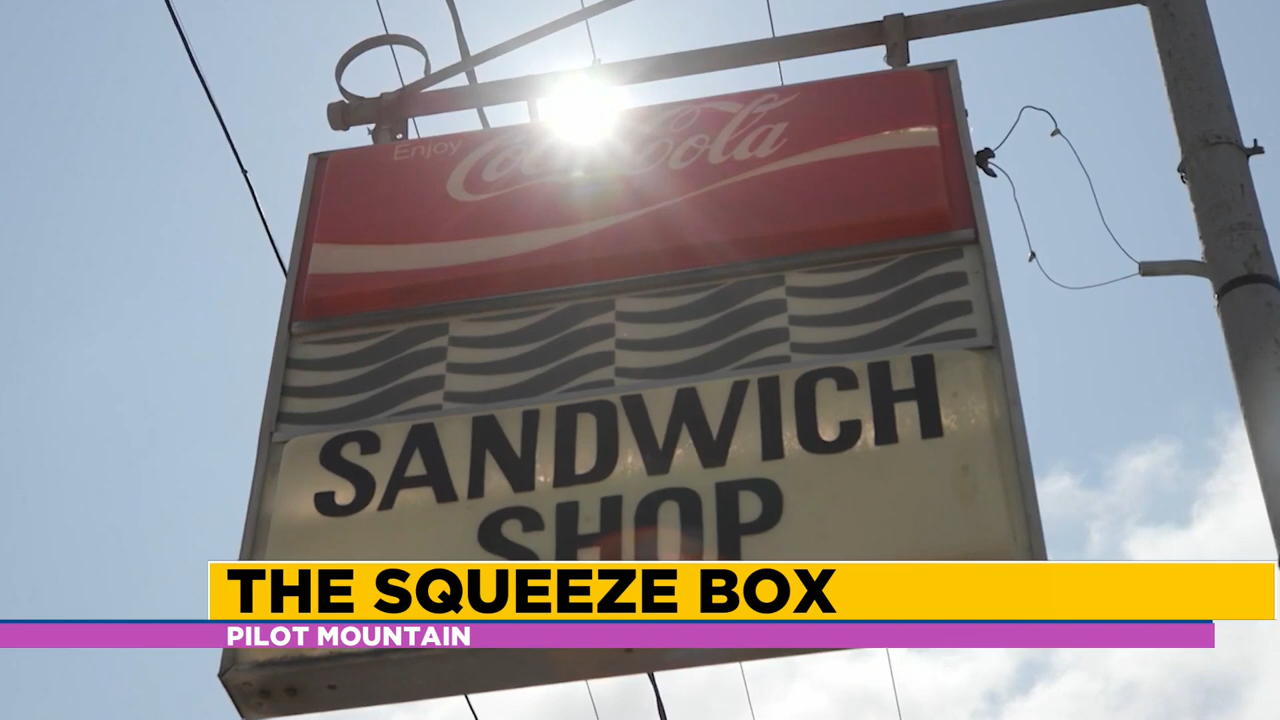 Enjoy
Coca-Cola
SANDWICH
SHOP
THE SQUEEZE BOX
PILOT MOUNTAIN